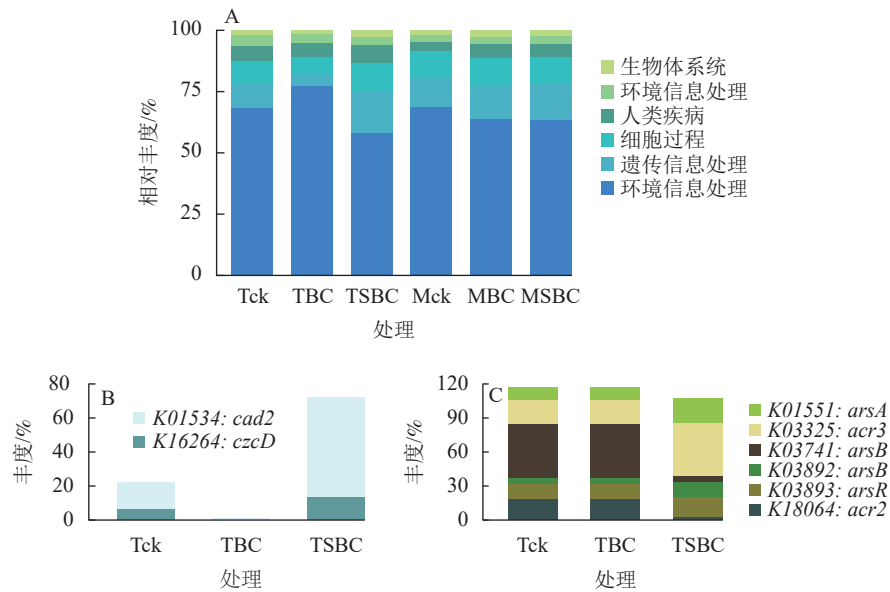 A
100
75
50
25
0
相对丰度/%
Tck TBC TSBC Mck MBC MSBC
处理
生物体系统
环境信息处理
人类疾病
细胞过程
遗传信息处理
环境信息处理
B
80
60
40
20
0
丰度/%
K01534: cad2
K16264: czcD
Tck TBC TSBC
处理
C
120
90
60
30
0
丰度/%
Tck TBC TSBC
处理
K01551: arsA
K03325: acr3
K03741: arsB
K03892: arsB
K03893: arsR
K18064: acr2